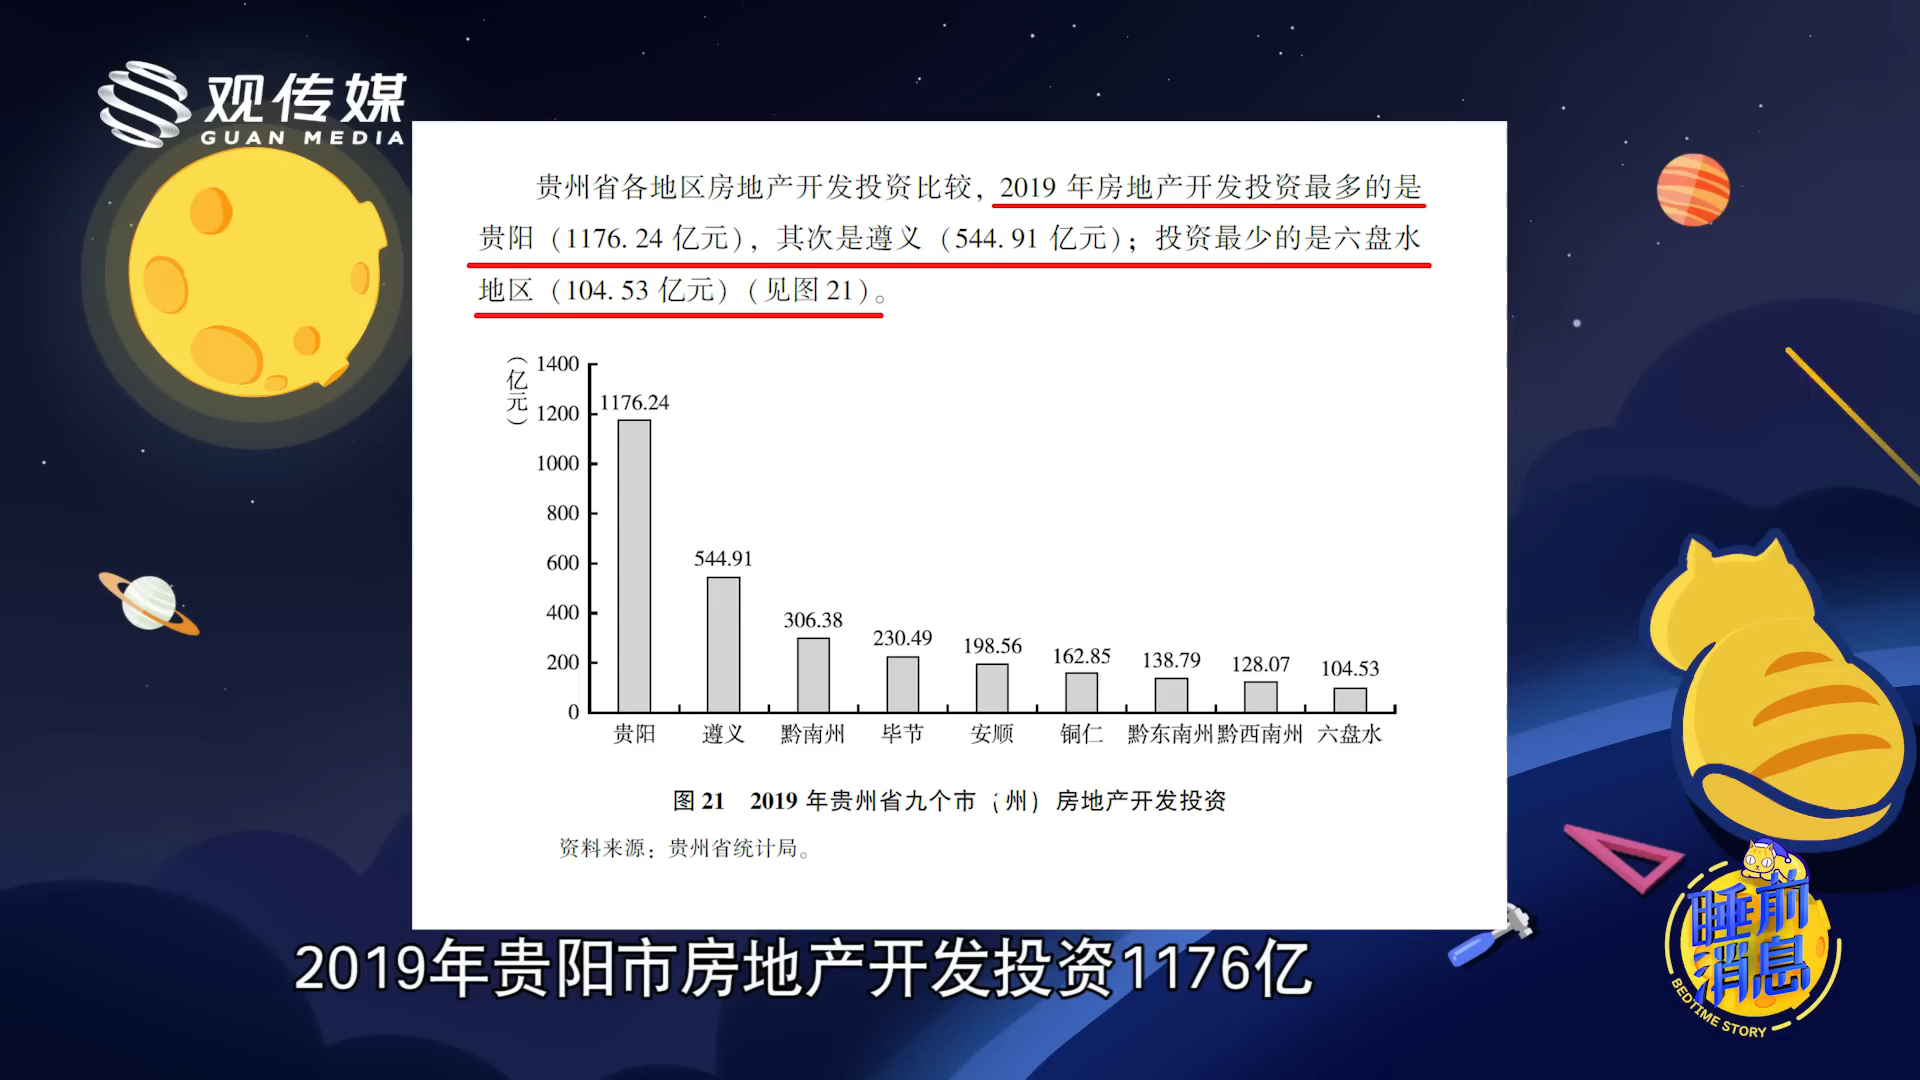 观传媒
GUAN MEDIA
贵州省各地区房地产开发投资比较，2019 年房地产开发投资最多的是
贵阳（1176. 24 亿元），其次是遵义（544. 91 亿元）；投资最少的是六盘水
地区（104. 53 亿元）（见图 21）。
（亿元）
1400
1200
1000
800
600
400
200
0
1176.24
544.91
306.38
230.49
198.56
162.85
138.79
128.07
104.53
贵阳
遵义
黔南州
毕节
安顺
铜仁
黔东南州
黔西南州
六盘水
图 21 2019 年贵州省九个市（州）房地产开发投资
资料来源：贵州省统计局。
2019年贵阳市房地产开发投资1176亿
睡前
消息
BEDTIME STORY